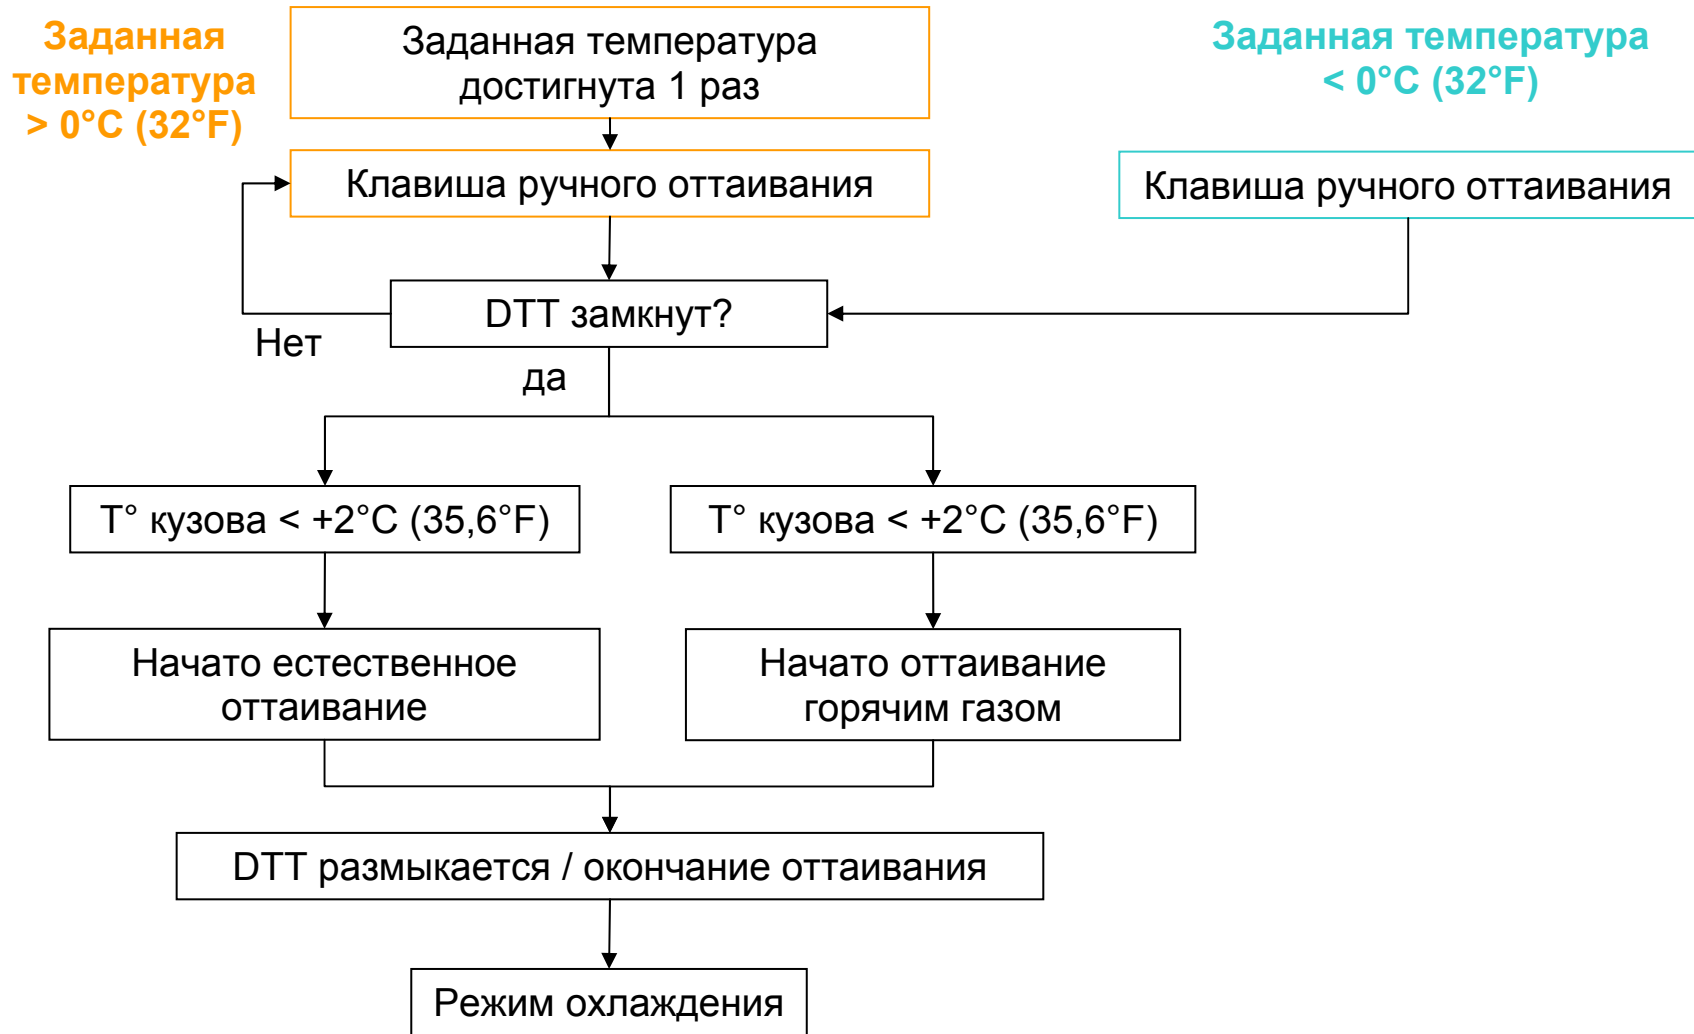 Заданная
температура
> 0°C (32°F)
Заданная температура
достигнута 1 раз
Заданная температура
< 0°C (32°F)
Клавиша ручного оттаивания
Клавиша ручного оттаивания
DTT замкнут?
Нет
да
T° кузова < +2°C (35,6°F)
T° кузова < +2°C (35,6°F)
Начато естественное
оттаивание
Начато оттаивание
горячим газом
DTT размыкается / окончание оттаивания
Режим охлаждения